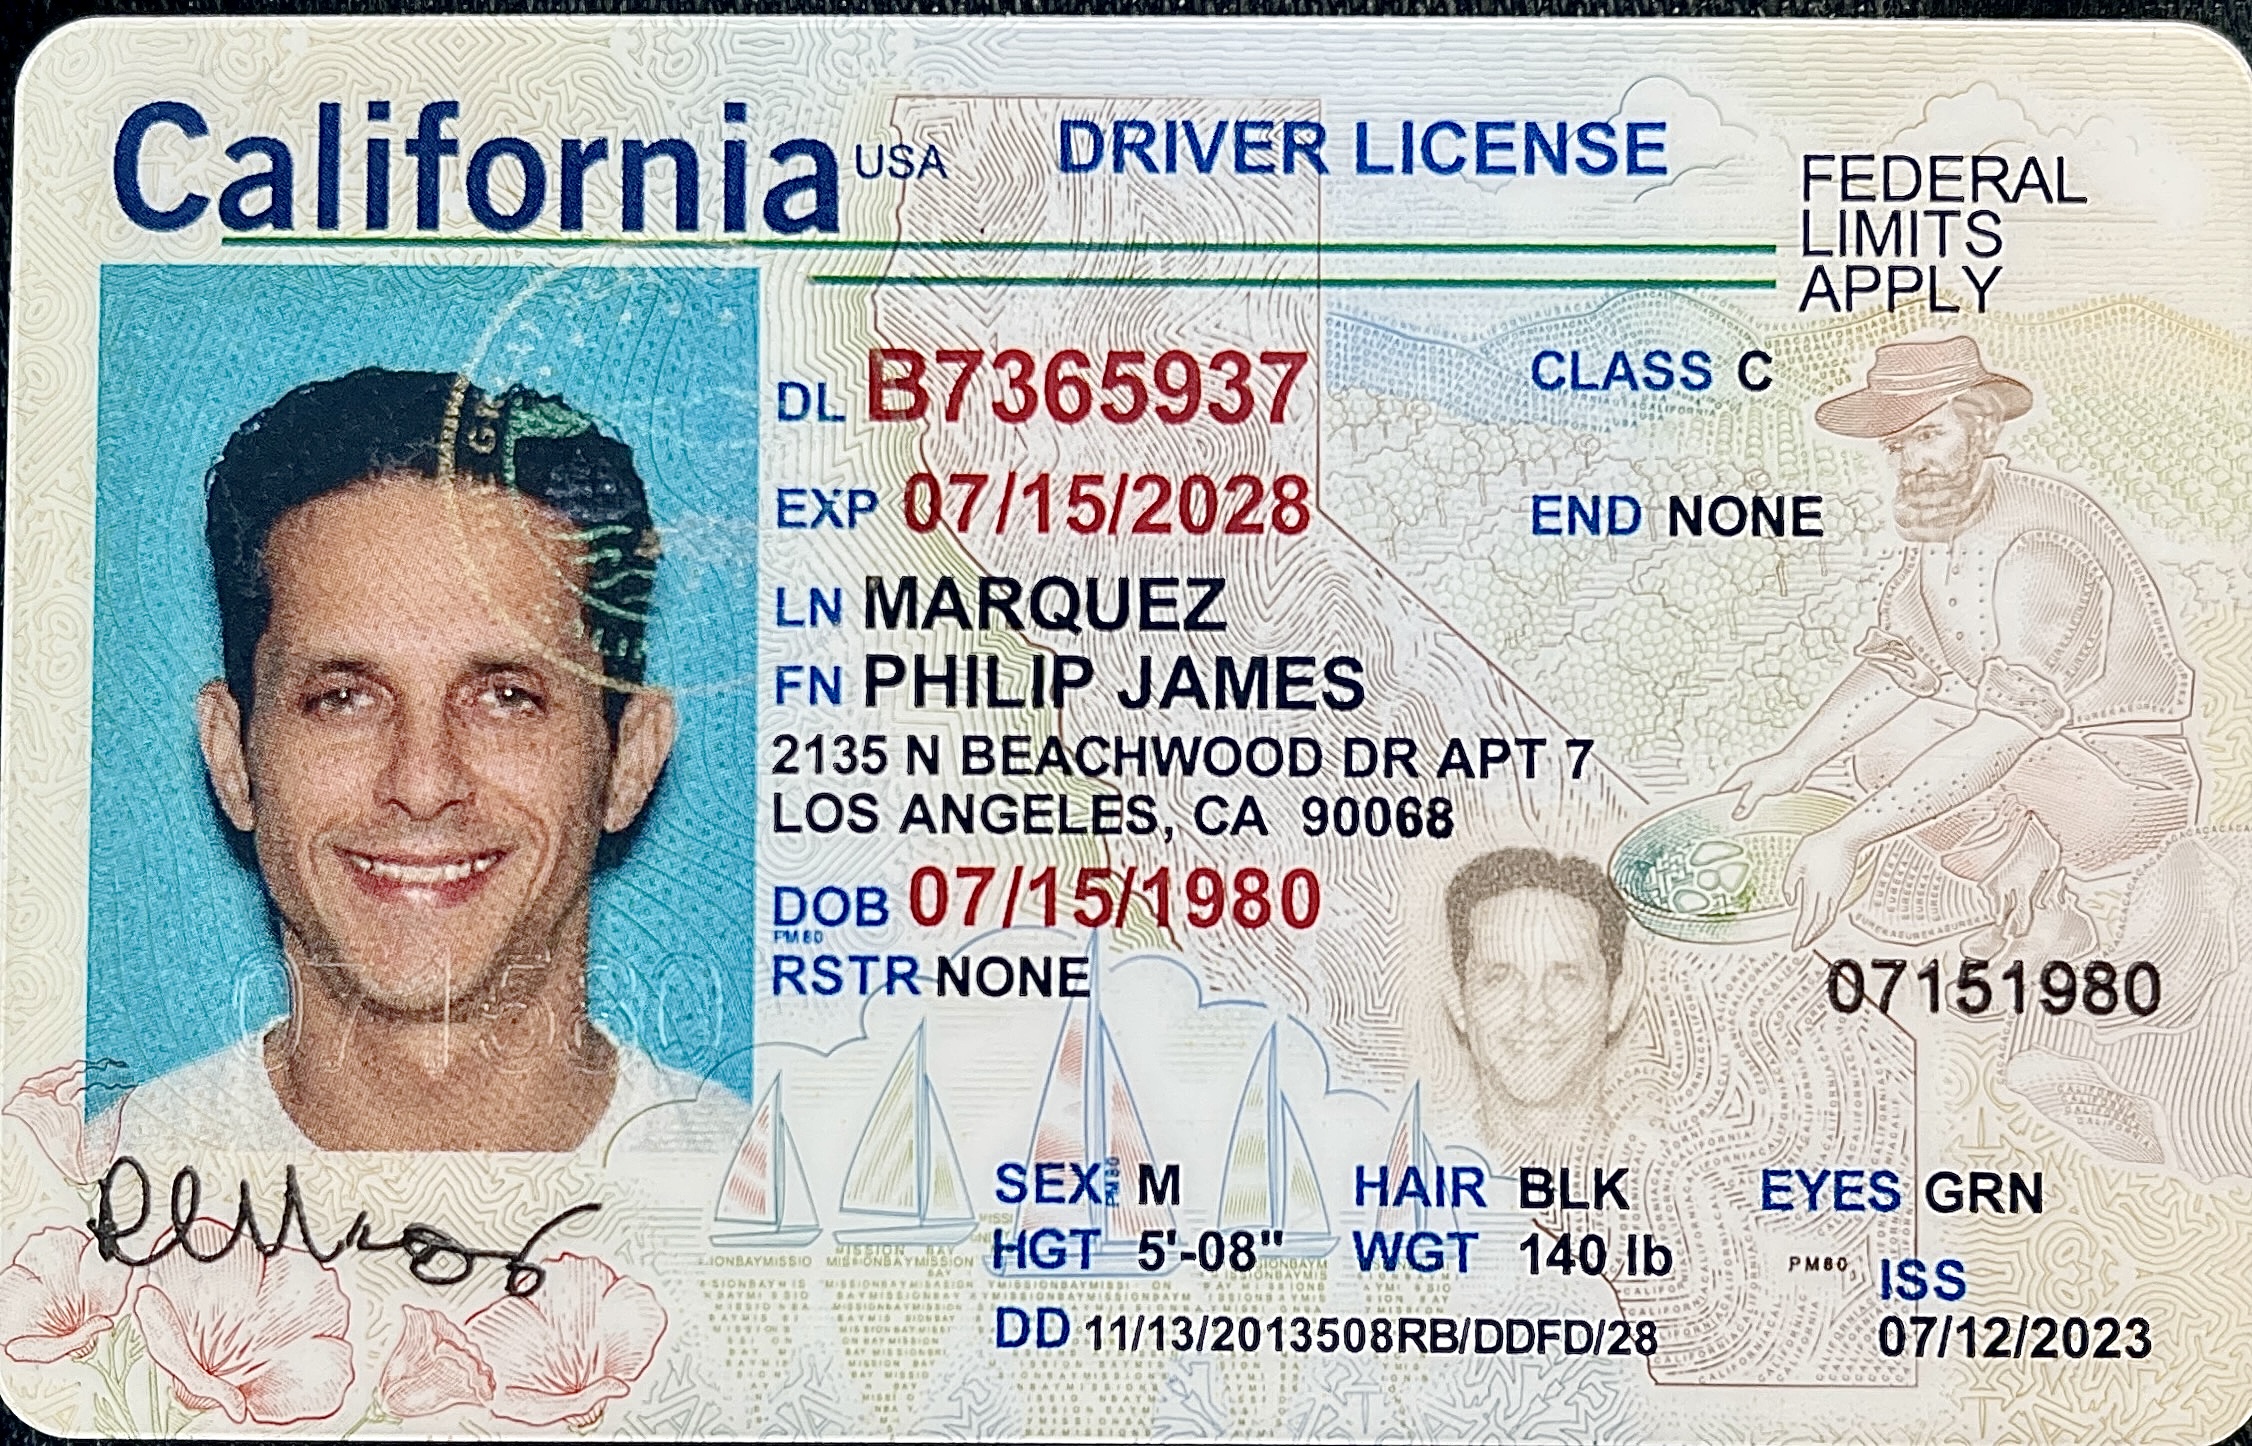 California USA DRIVER LICENSE
FEDERAL
LIMITS
APPLY
DL B7365937
CLASS C
EXP 07/15/2028
END NONE
LN MARQUEZ
FN PHILIP JAMES
2135 N BEACHWOOD DR APT 7
LOS ANGELES, CA 90068
DOB 07/15/1980
PM80
RSTR NONE
071580
07151980
SEX M HAIR BLK EYES GRN
HGT 5'-08" WGT 140 lb
PM80
ISS
07/12/2023
DD 11/13/2013508RB/DDFD/28